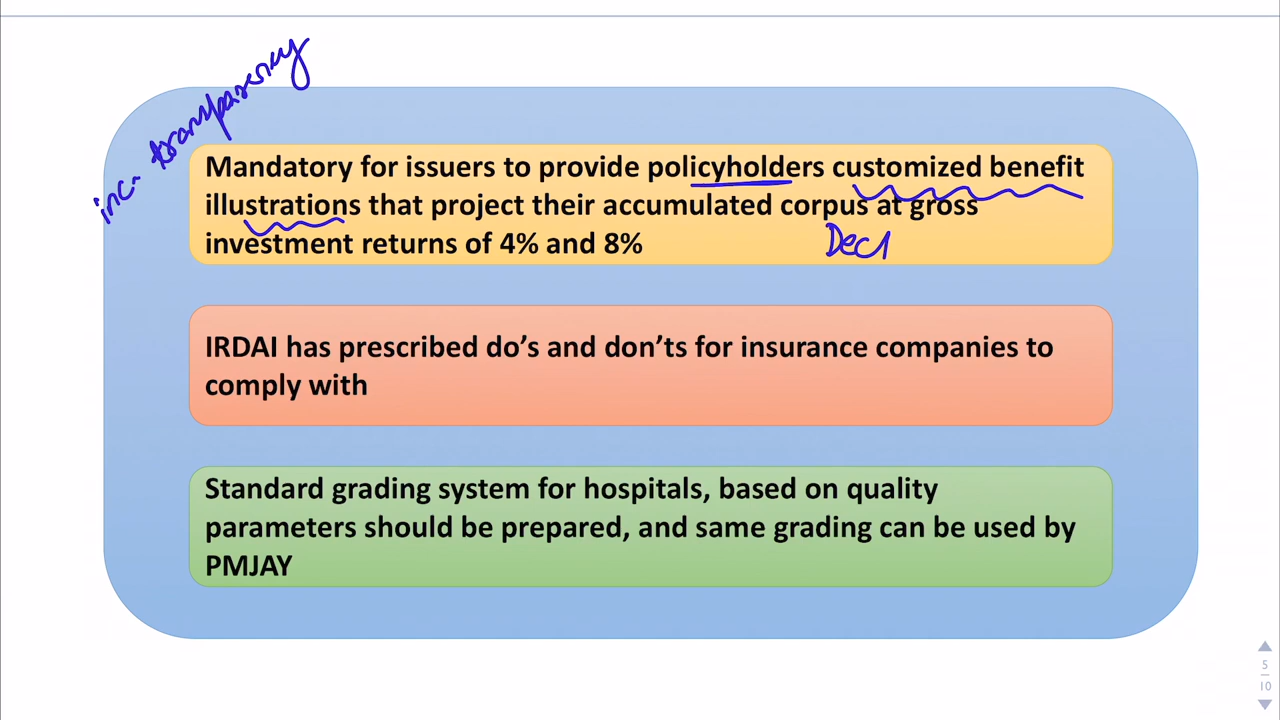 inc. transparency
Mandatory for issuers to provide policyholders customized benefit
illustrations that project their accumulated corpus at gross
investment returns of 4% and 8%
Decl
IRDAI has prescribed do's and don'ts for insurance companies to
comply with
Standard grading system for hospitals, based on quality
parameters should be prepared, and same grading can be used by
PMJAY
5
10